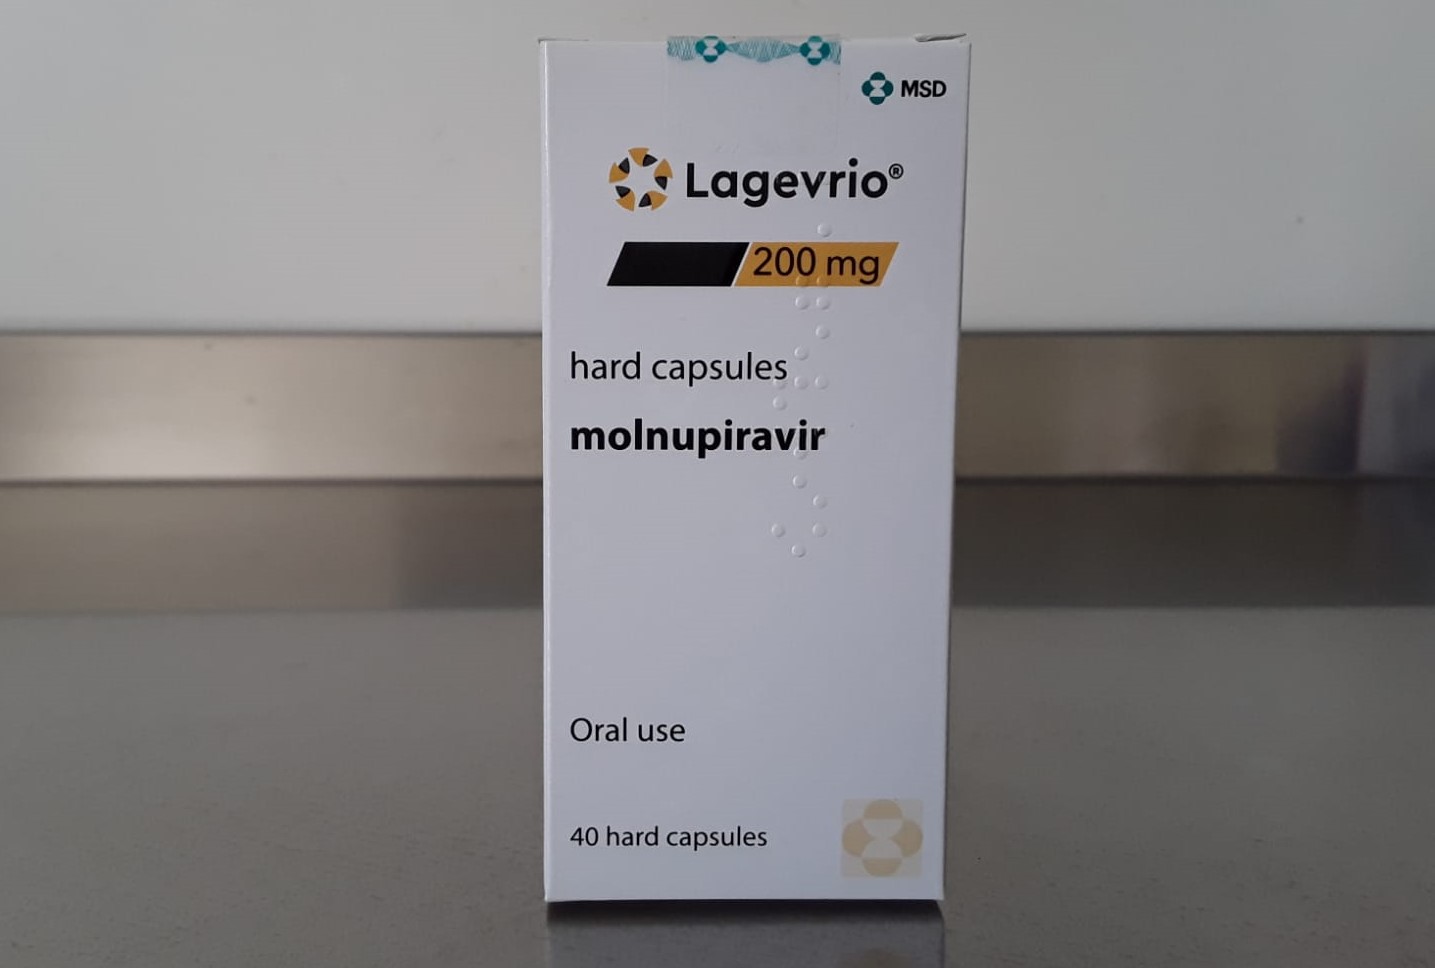 MSD
Lagevrio®
200 mg
hard capsules
molnupiravir
Oral use
40 hard capsules